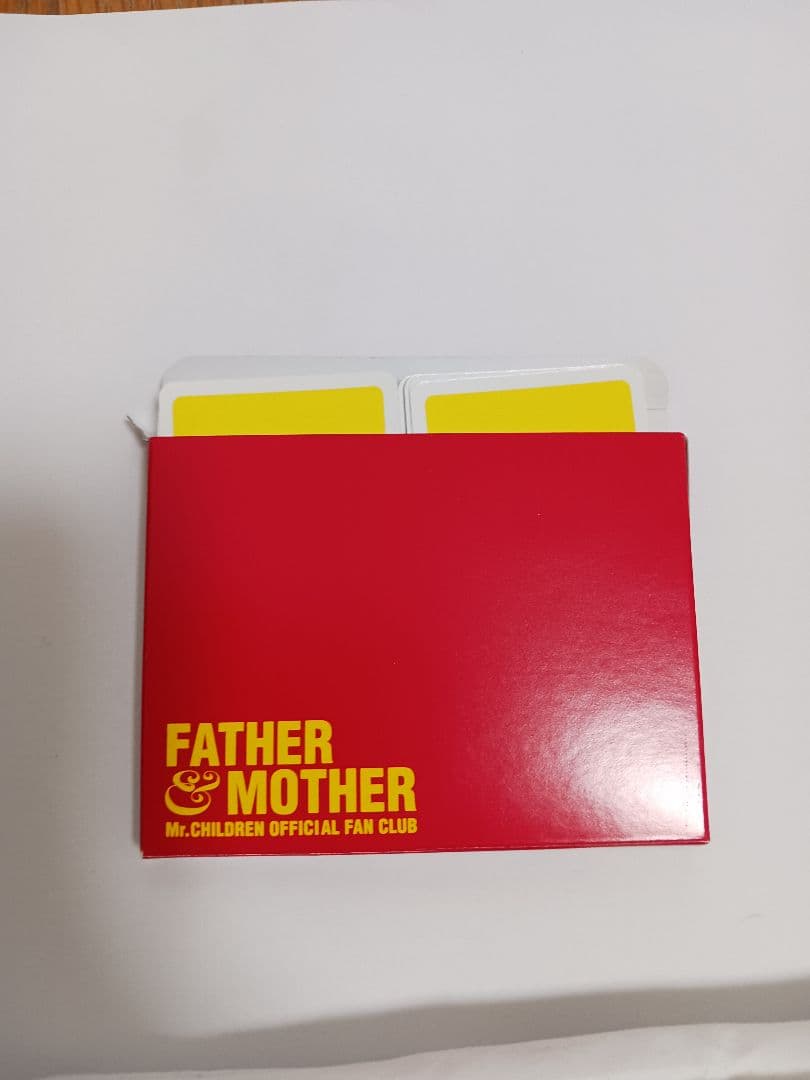 FATHER
& MOTHER
Mr.CHILDREN OFFICIAL FAN CLUB